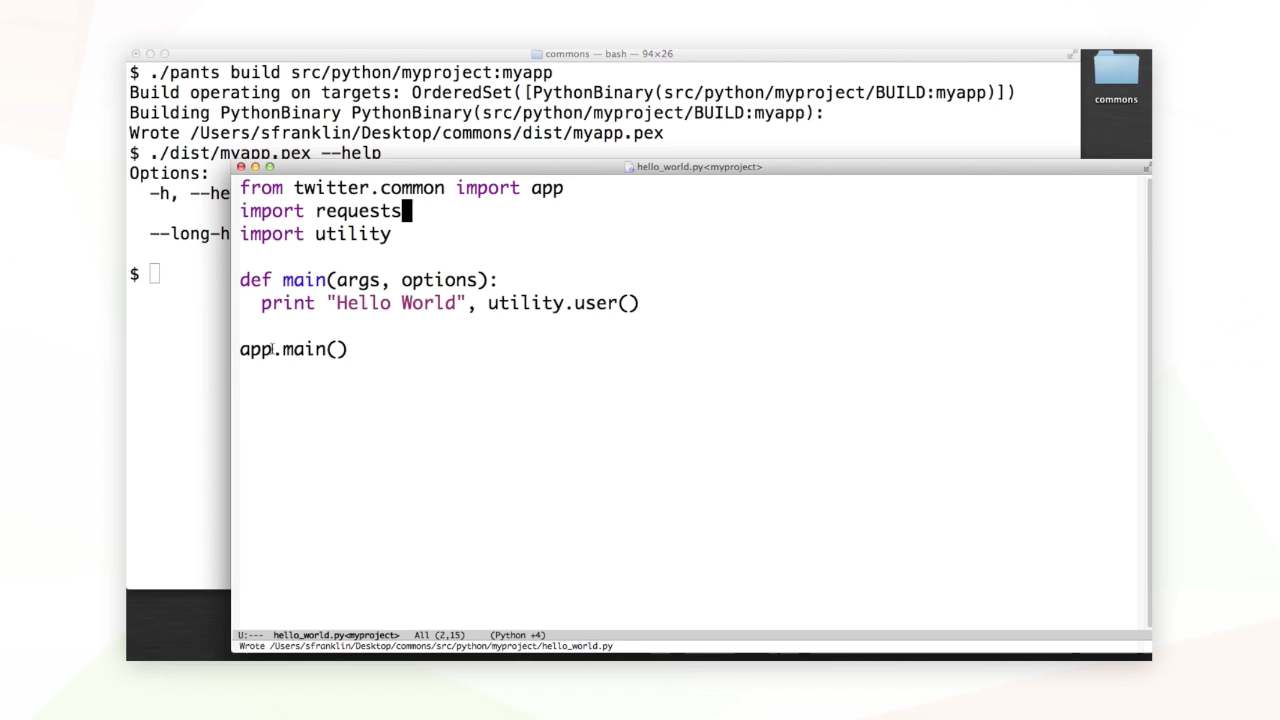 commons — bash — 94×26
$ ./pants build src/python/myproject:myapp
Build operating on targets: OrderedSet([PythonBinary(src/python/myproject/BUILD:myapp)])
Building PythonBinary PythonBinary(src/python/myproject/BUILD:myapp):
Wrote /Users/sfranklin/Desktop/commons/dist/myapp.pex
$ ./dist/myapp.pex --help
Options:
-h, --he
--long-h
$
commons
hello_world.py<myproject>
from twitter.common import app
import requests
import utility
def main(args, options):
print "Hello World", utility.user()
app.main()
U:--- hello_world.py<myproject> All (2,15) (Python +4)
Wrote /Users/sfranklin/Desktop/commons/src/python/myproject/hello_world.py